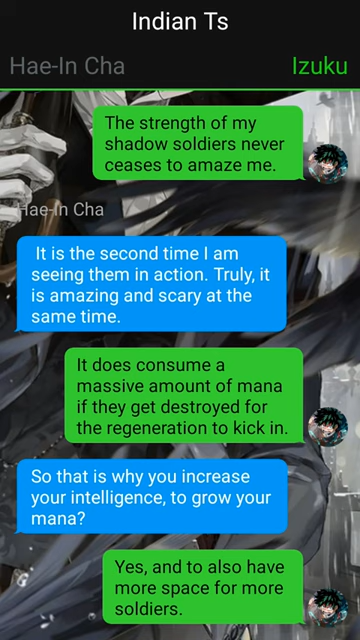 Indian Ts
Hae-In Cha
Izuku
The strength of my
shadow soldiers never
ceases to amaze me.
Hae-In Cha
It is the second time I am
seeing them in action. Truly, it
is amazing and scary at the
same time.
It does consume a
massive amount of mana
if they get destroyed for
the regeneration to kick in.
So that is why you increase
your intelligence, to grow your
mana?
Yes, and to also have
more space for more
soldiers.